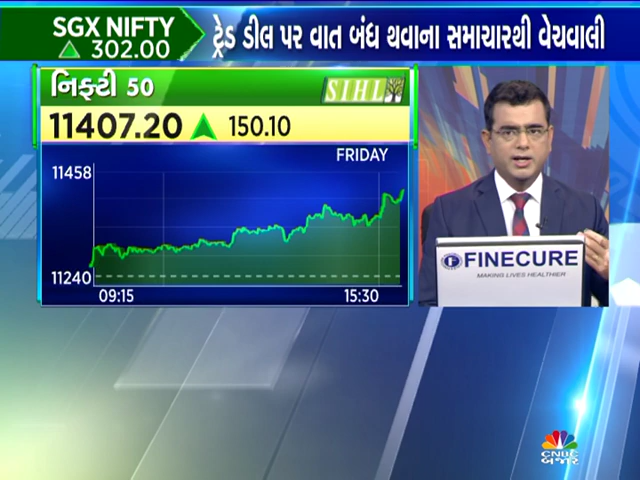 SGX NIFTY
302.00
ટ્રેડ ડીલ પર વાત બંધ થવાના સમાચારથી વેચવાલી
નિફ્ટી 50
SIHL
11407.20 150.10
FRIDAY
11458
11240
09:15 15:30
FINECURE
MAKING LIVES HEALTHIER
CNBC
બજાર